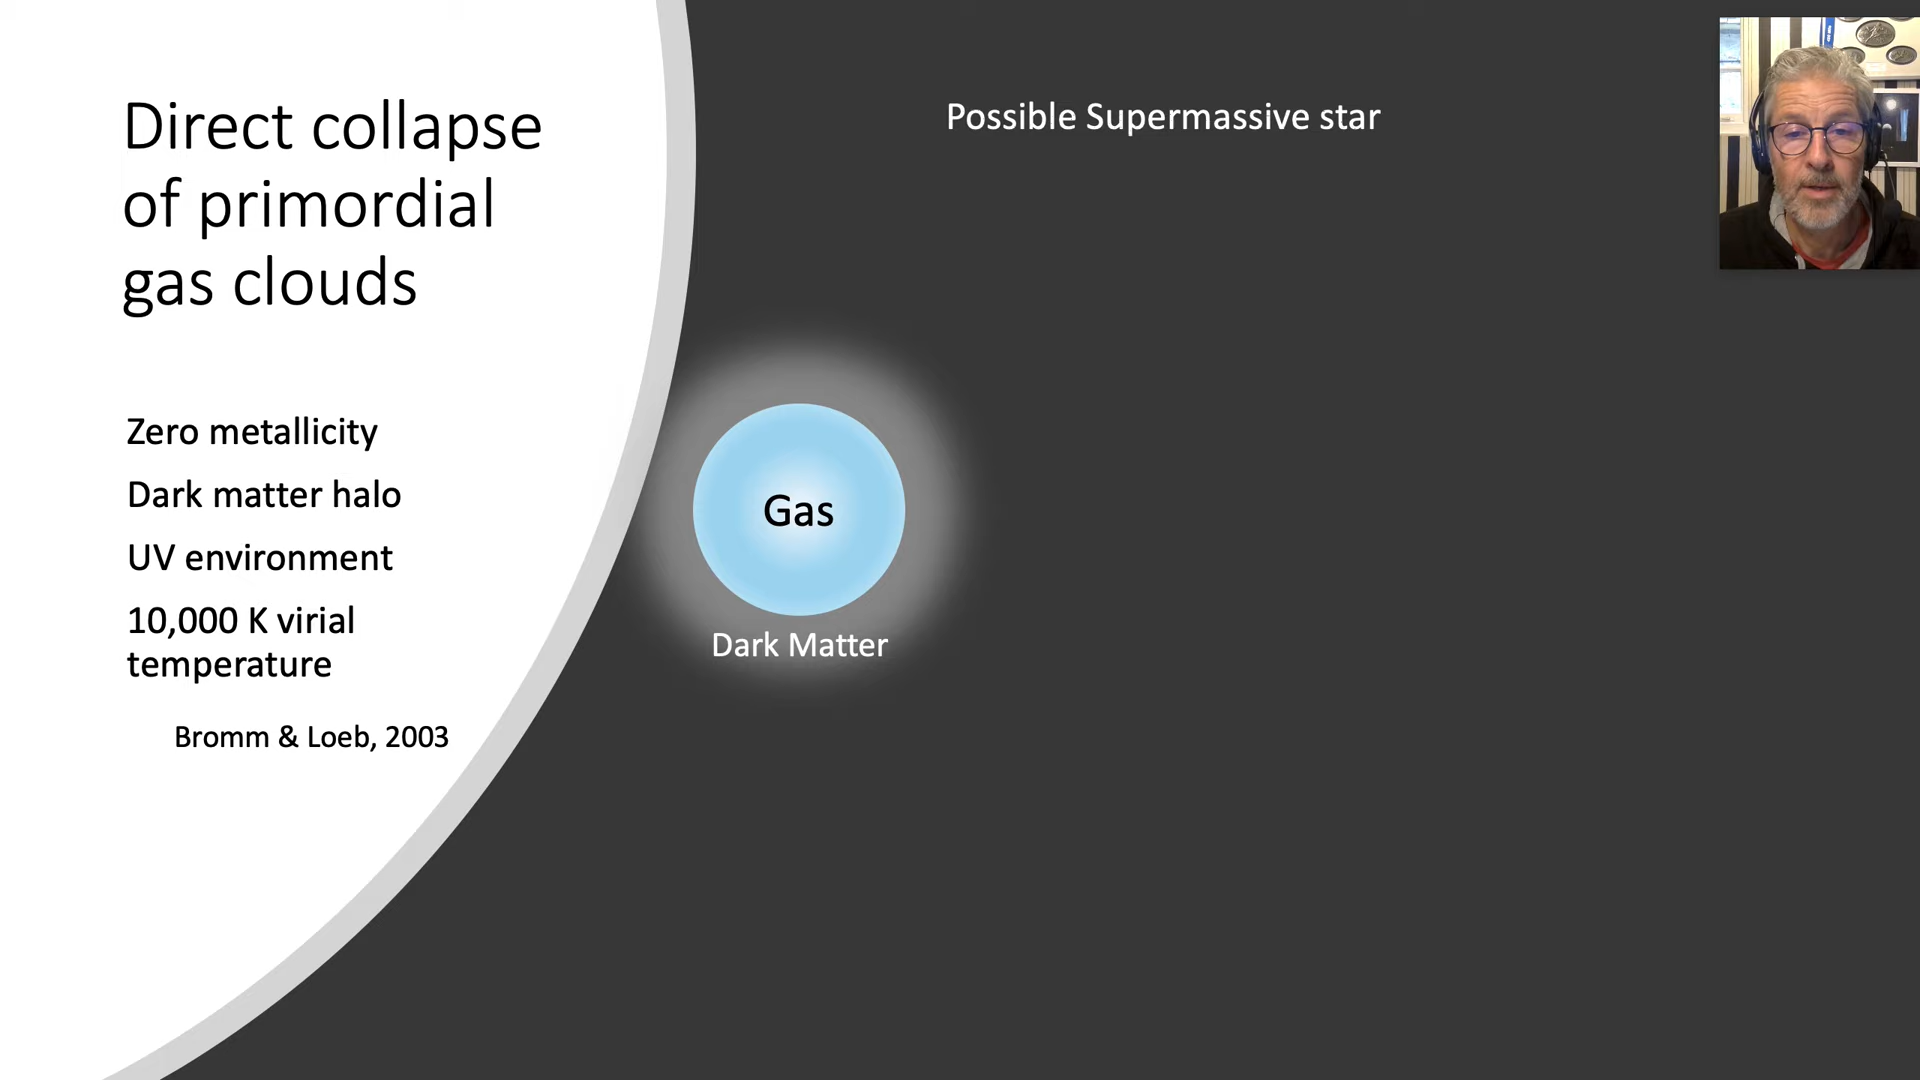 Direct collapse
of primordial
gas clouds
Zero metallicity
Dark matter halo
UV environment
10,000 K virial
temperature
Bromm & Loeb, 2003
Possible Supermassive star
Gas
Dark Matter